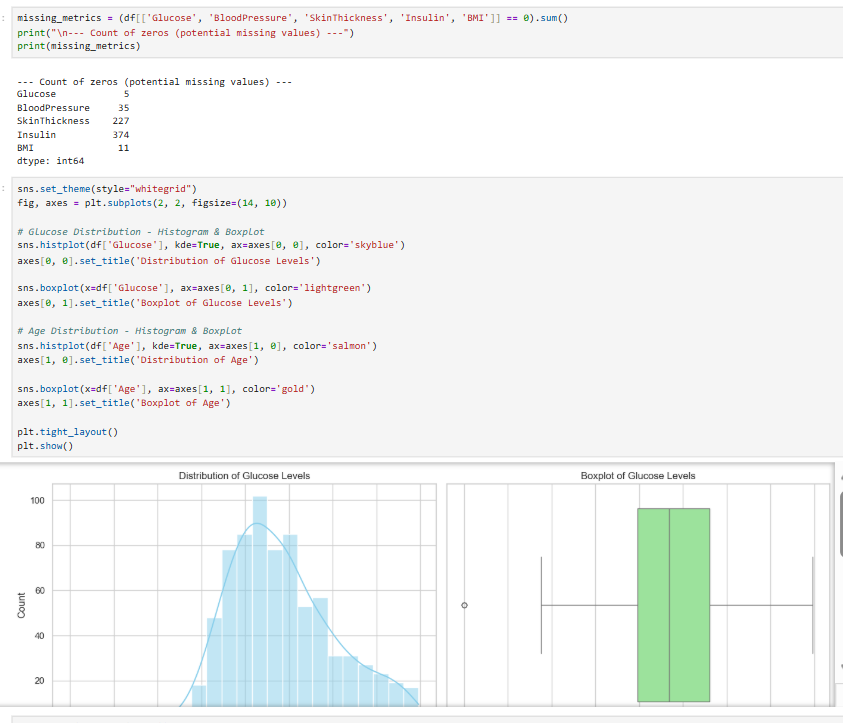 missing_metrics = (df[['Glucose', 'BloodPressure', 'SkinThickness', 'Insulin', 'BMI']] == 0).sum()
print("\n--- Count of zeros (potential missing values) ---")
print(missing_metrics)
--- Count of zeros (potential missing values) ---
Glucose 5
BloodPressure 35
SkinThickness 227
Insulin 374
BMI 11
dtype: int64
sns.set_theme(style="whitegrid")
fig, axes = plt.subplots(2, 2, figsize=(14, 10))
# Glucose Distribution - Histogram & Boxplot
sns.histplot(df['Glucose'], kde=True, ax=axes[0, 0], color='skyblue')
axes[0, 0].set_title('Distribution of Glucose Levels')
sns.boxplot(x=df['Glucose'], ax=axes[0, 1], color='lightgreen')
axes[0, 1].set_title('Boxplot of Glucose Levels')
# Age Distribution - Histogram & Boxplot
sns.histplot(df['Age'], kde=True, ax=axes[1, 0], color='salmon')
axes[1, 0].set_title('Distribution of Age')
sns.boxplot(x=df['Age'], ax=axes[1, 1], color='gold')
axes[1, 1].set_title('Boxplot of Age')
plt.tight_layout()
plt.show()
Distribution of Glucose Levels
100
80
60
40
20
Count
Boxplot of Glucose Levels